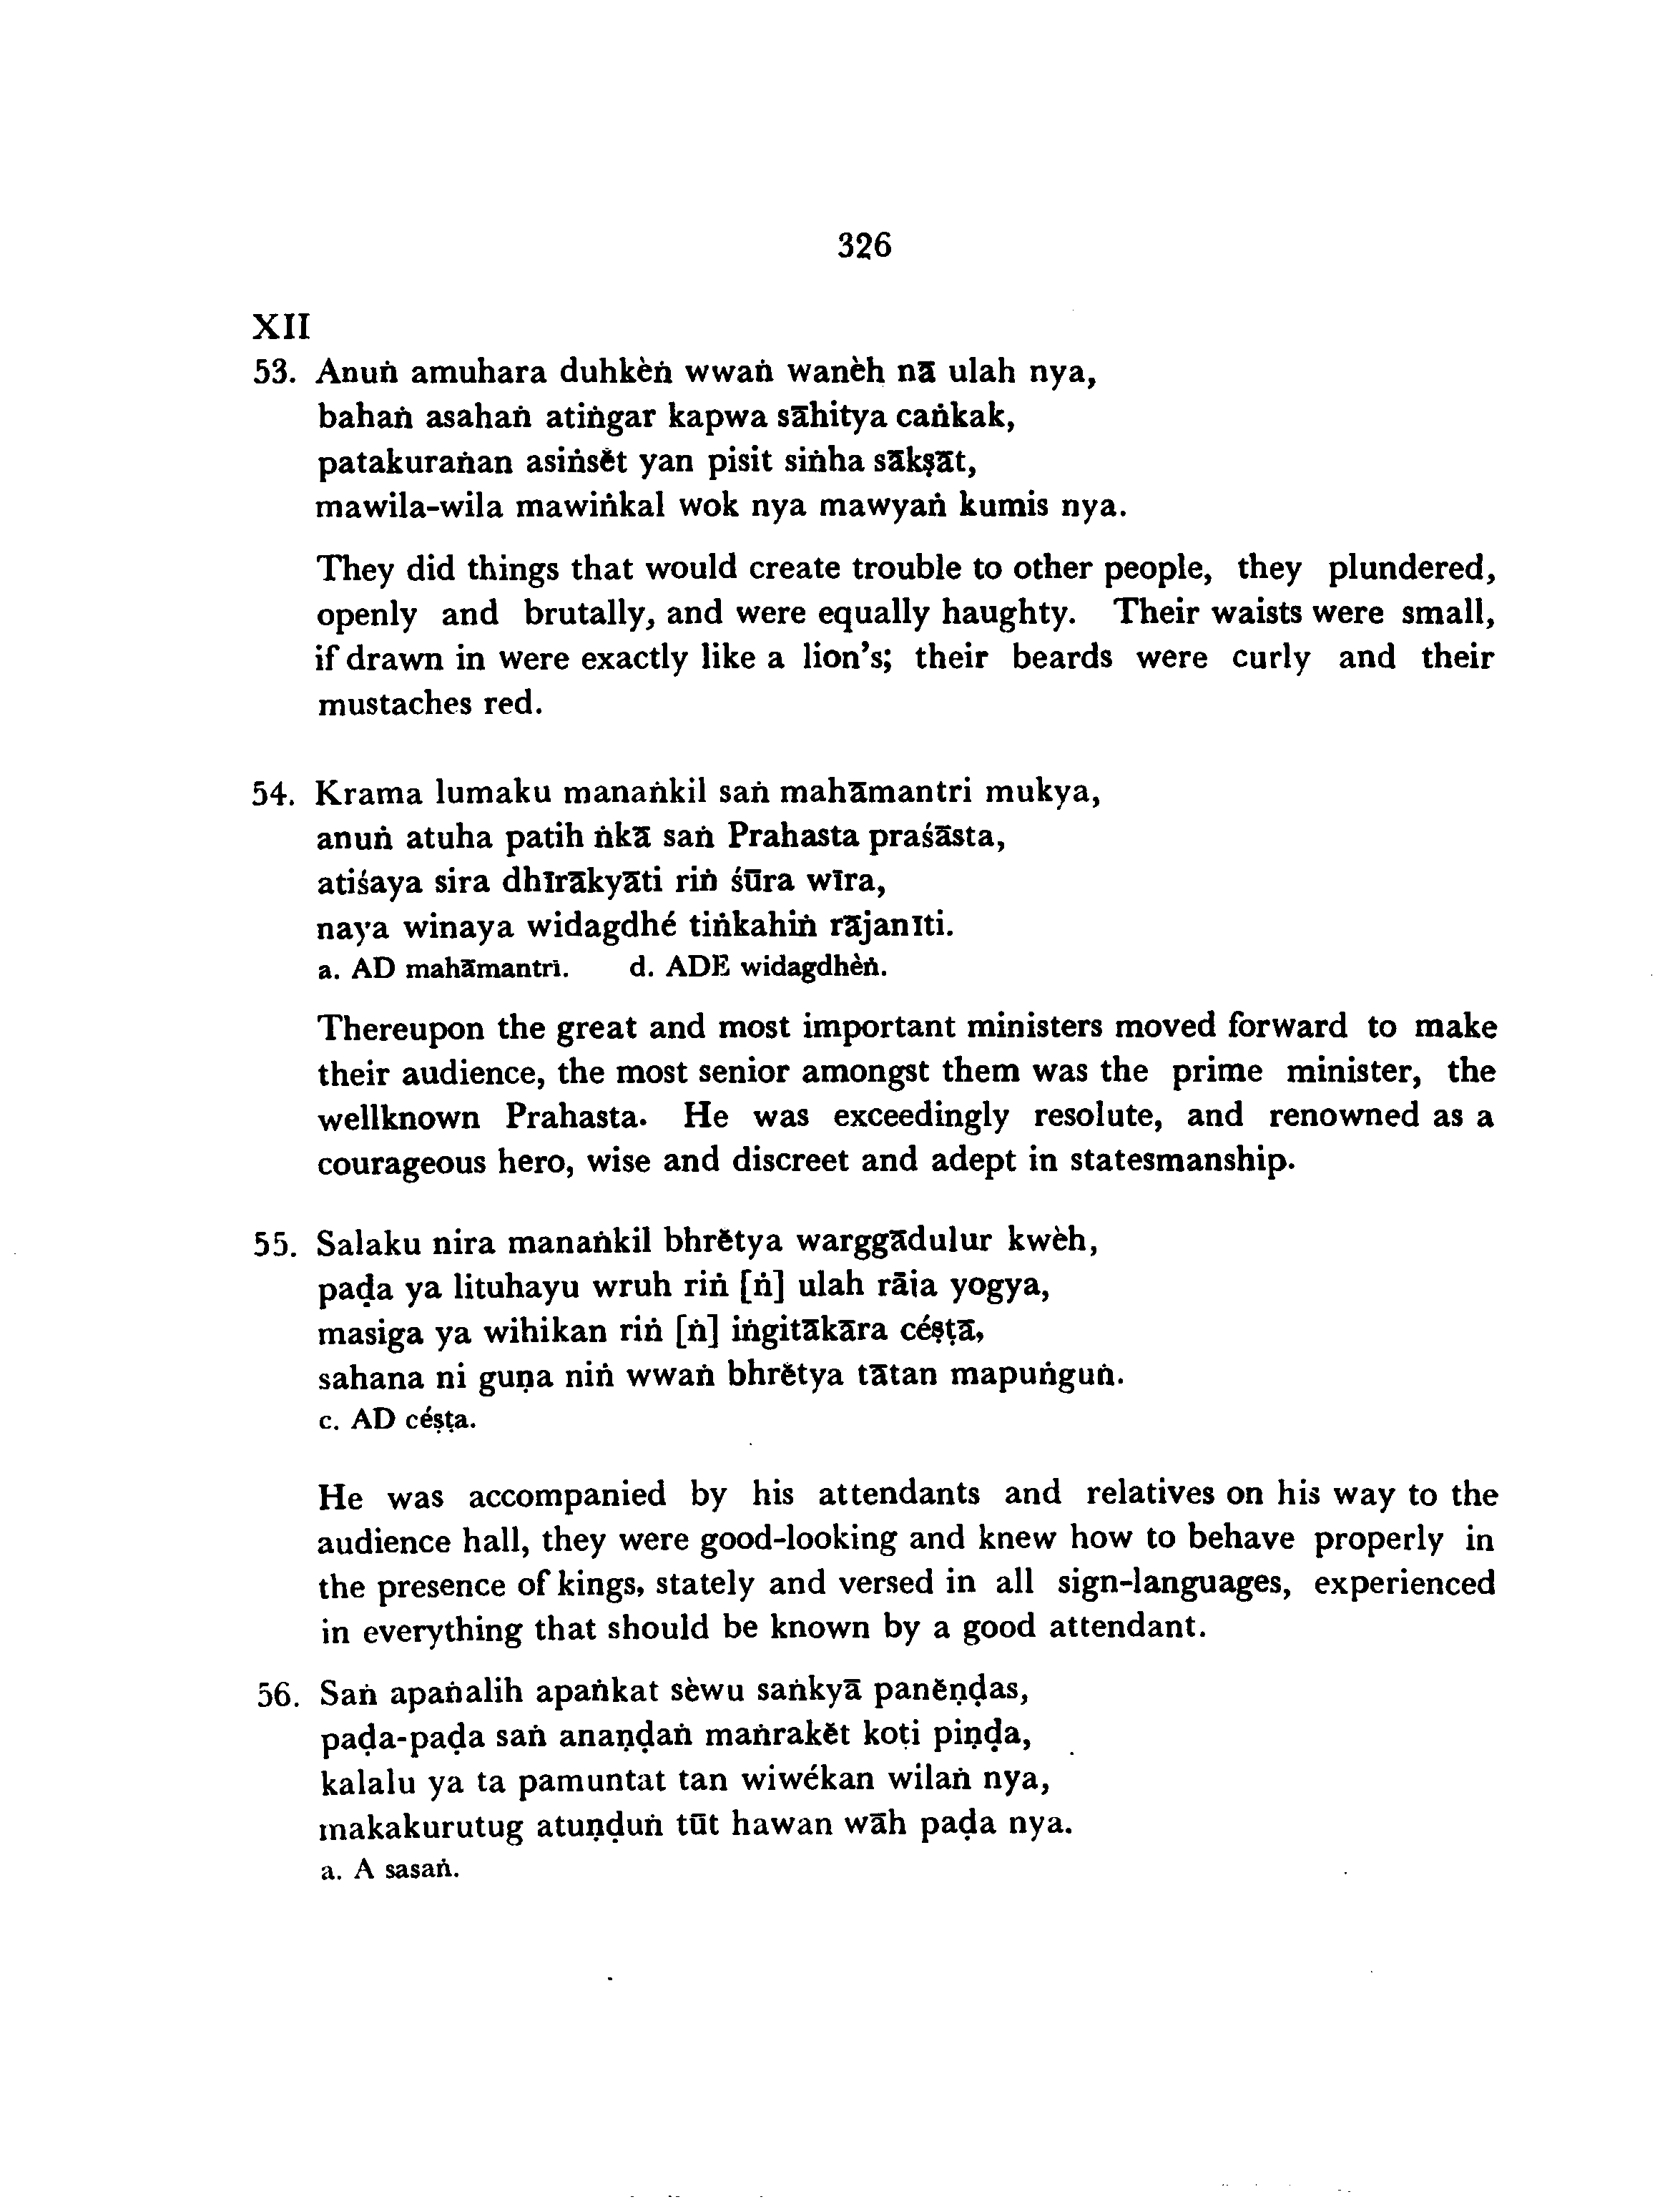 326
XII
53. Anuṅ amuhara duhkèṅ wwaṅ wanèh nā ulah nya,
bahaṅ asahaṅ atiṅgar kapwa sāhitya caṅkak,
patakuraṅan asiṅsĕt yan pisit siṅha sākṣāt,
mawila-wila mawiṅkal wok nya mawyaṅ kumis nya.
They did things that would create trouble to other people, they plundered,
openly and brutally, and were equally haughty. Their waists were small,
if drawn in were exactly like a lion's; their beards were curly and their
mustaches red.
54. Krama lumaku manaṅkil saṅ mahāmantri mukya,
anuṅ atuha patih ṅkā saṅ Prahasta praśāsta,
atiśaya sira dhīrākyāti riṅ śūra wīra,
naya winaya widagdhé tiṅkahiṅ rājanīti.
a. AD mahāmantrī. d. ADE widagdhèṅ.
Thereupon the great and most important ministers moved forward to make
their audience, the most senior amongst them was the prime minister, the
wellknown Prahasta. He was exceedingly resolute, and renowned as a
courageous hero, wise and discreet and adept in statesmanship.
55. Salaku nira manaṅkil bhrĕtya warggādulur kwèh,
paḍa ya lituhayu wruh riṅ [ṅ] ulah rāia yogya,
masiga ya wihikan riṅ [ṅ] iṅgitākāra céṣṭā,
sahana ni guṇa niṅ wwaṅ bhrĕtya tātan mapuṅguṅ.
c. AD céṣṭa.
He was accompanied by his attendants and relatives on his way to the
audience hall, they were good-looking and knew how to behave properly in
the presence of kings, stately and versed in all sign-languages, experienced
in everything that should be known by a good attendant.
56. Saṅ apaṅalih apaṅkat sèwu saṅkyā panĕṇḍas,
paḍa-paḍa saṅ anaṇḍaṅ maṅrakĕt koṭi piṇḍa,
kalalu ya ta pamuntat tan wiwékan wilaṅ nya,
makakurutug atuṇḍuṅ tūt hawan wāh paḍa nya.
a. A sasaṅ.